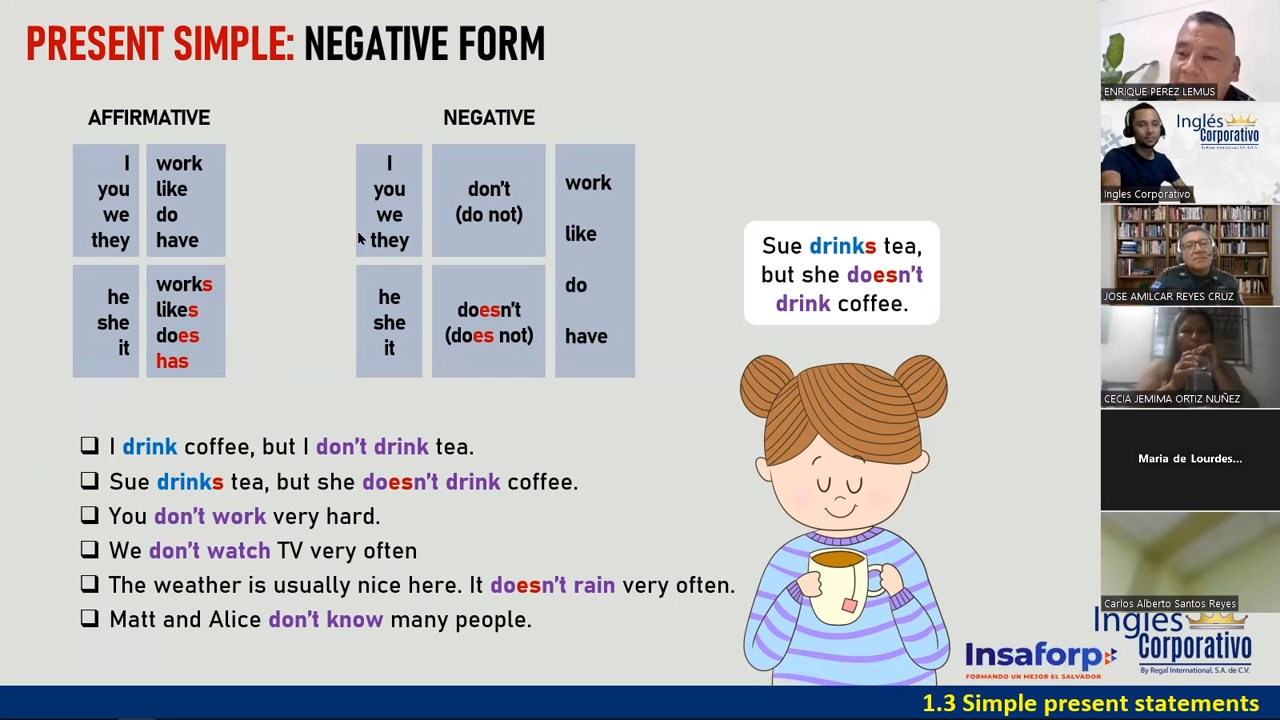 PRESENT SIMPLE: NEGATIVE FORM
AFFIRMATIVE
I
you
we
they
work
like
do
have
he
she
it
works
likes
does
has
NEGATIVE
I
you
we
they
don't
(do not)
he
she
it
doesn't
(does not)
work
like
do
have
Sue drinks tea,
but she doesn't
drink coffee.
❑ I drink coffee, but I don't drink tea.
❑ Sue drinks tea, but she doesn't drink coffee.
❑ You don't work very hard.
❑ We don't watch TV very often
❑ The weather is usually nice here. It doesn't rain very often.
❑ Matt and Alice don't know many people.
ENRIQUE PEREZ LEMUS
Inglés
Corporativo
By Regal International, S.A. de C.V.
Ingles Corporativo
JOSE AMILCAR REYES CRUZ
CECIA JEMIMA ORTIZ NUÑEZ
Maria de Lourdes...
Carlos Alberto Santos Reyes
Insaforp
FORMANDO UN MEJOR EL SALVADOR
Inglés
Corporativo
By Regal International, S.A. de C.V.
1.3 Simple present statements